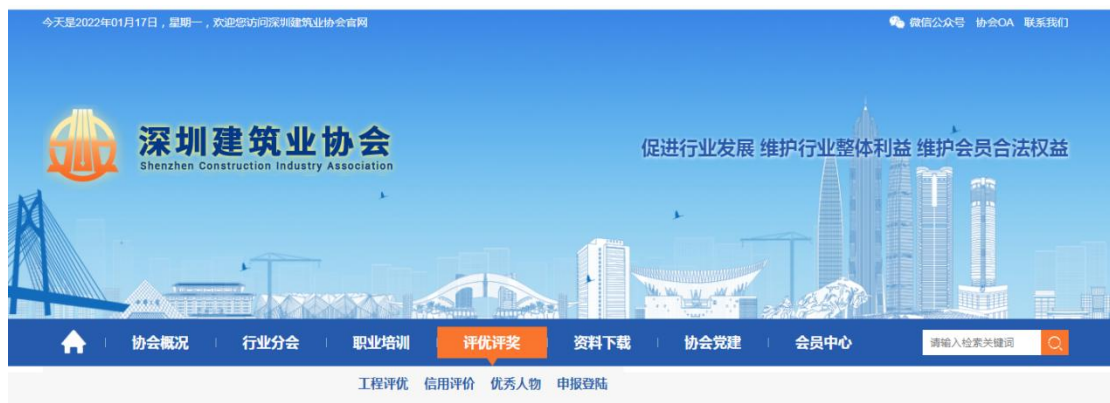 今天是2022年01月17日，星期一，欢迎您访问深圳建筑业协会官网
微信公众号 协会OA 联系我们
深圳建筑业协会
Shenzhen Construction Industry Association
促进行业发展 维护行业整体利益 维护会员合法权益
协会概况 行业分会 职业培训 评优评奖 资料下载 协会党建 会员中心 请输入检索关键词
工程评优 信用评价 优秀人物 申报登陆